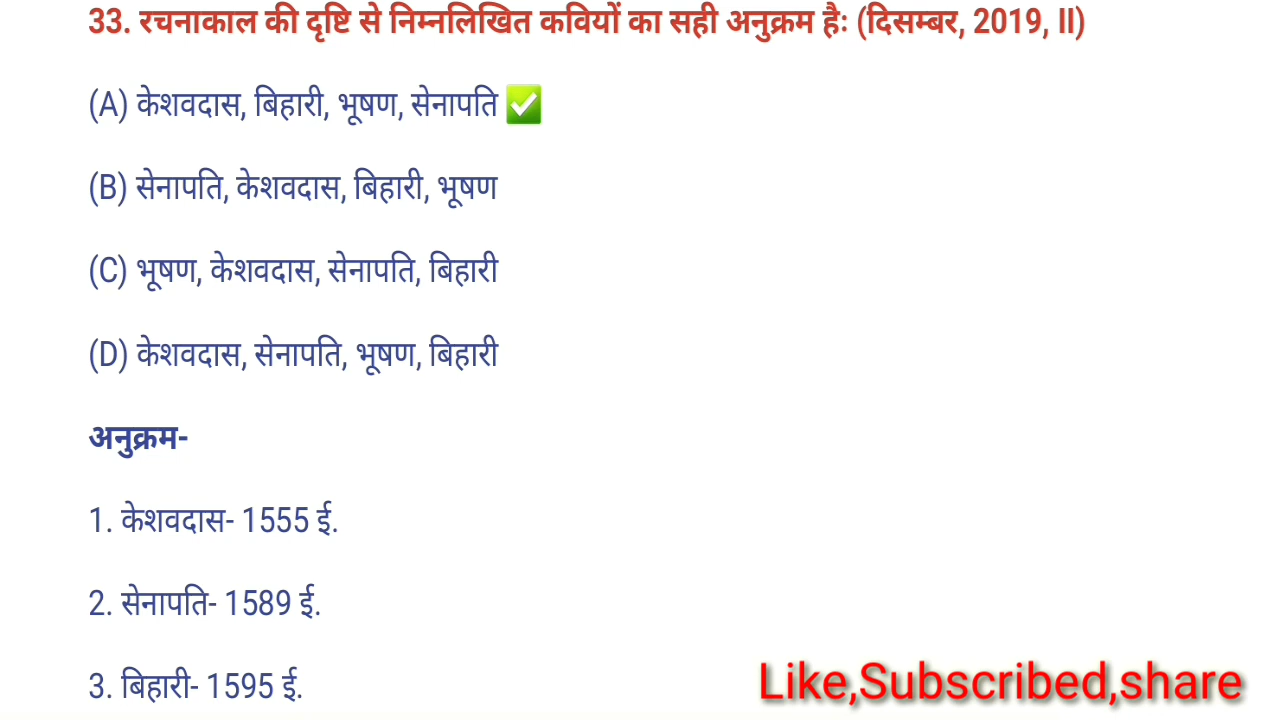 33. रचनाकाल की दृष्टि से निम्नलिखित कवियों का सही अनुक्रम है: (दिसम्बर, 2019, II)
(A) केशवदास, बिहारी, भूषण, सेनापति ✅
(B) सेनापति, केशवदास, बिहारी, भूषण
(C) भूषण, केशवदास, सेनापति, बिहारी
(D) केशवदास, सेनापति, भूषण, बिहारी
अनुक्रम-
1. केशवदास- 1555 ई.
2. सेनापति- 1589 ई.
3. बिहारी- 1595 ई.
Like,Subscribed,share